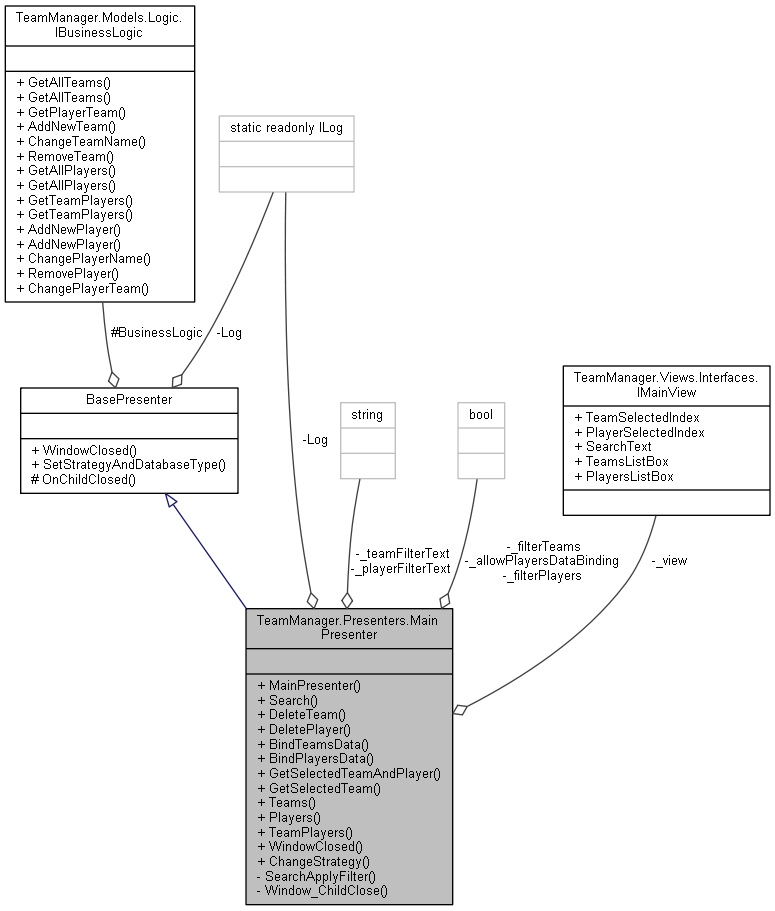 TeamManager.Models.Logic.
IBusinessLogic
+ GetAllTeams()
+ GetAllTeams()
+ GetPlayerTeam()
+ AddNewTeam()
+ ChangeTeamName()
+ RemoveTeam()
+ GetAllPlayers()
+ GetAllPlayers()
+ GetTeamPlayers()
+ GetTeamPlayers()
+ AddNewPlayer()
+ AddNewPlayer()
+ ChangePlayerName()
+ RemovePlayer()
+ ChangePlayerTeam()
static readonly ILog
#BusinessLogic
-Log
BasePresenter
+ WindowClosed()
+ SetStrategyAndDatabaseType()
# OnChildClosed()
-Log
string
bool
TeamManager.Views.Interfaces.
IMainView
+ TeamSelectedIndex
+ PlayerSelectedIndex
+ SearchText
+ TeamsListBox
+ PlayersListBox
-_teamFilterText
-_playerFilterText
-_filterTeams
-_allowPlayersDataBinding
-_filterPlayers
-_view
TeamManager.Presenters.Main
Presenter
+ MainPresenter()
+ Search()
+ DeleteTeam()
+ DeletePlayer()
+ BindTeamsData()
+ BindPlayersData()
+ GetSelectedTeamAndPlayer()
+ GetSelectedTeam()
+ Teams()
+ Players()
+ TeamPlayers()
+ WindowClosed()
+ ChangeStrategy()
- SearchApplyFilter()
- Window_ChildClose()